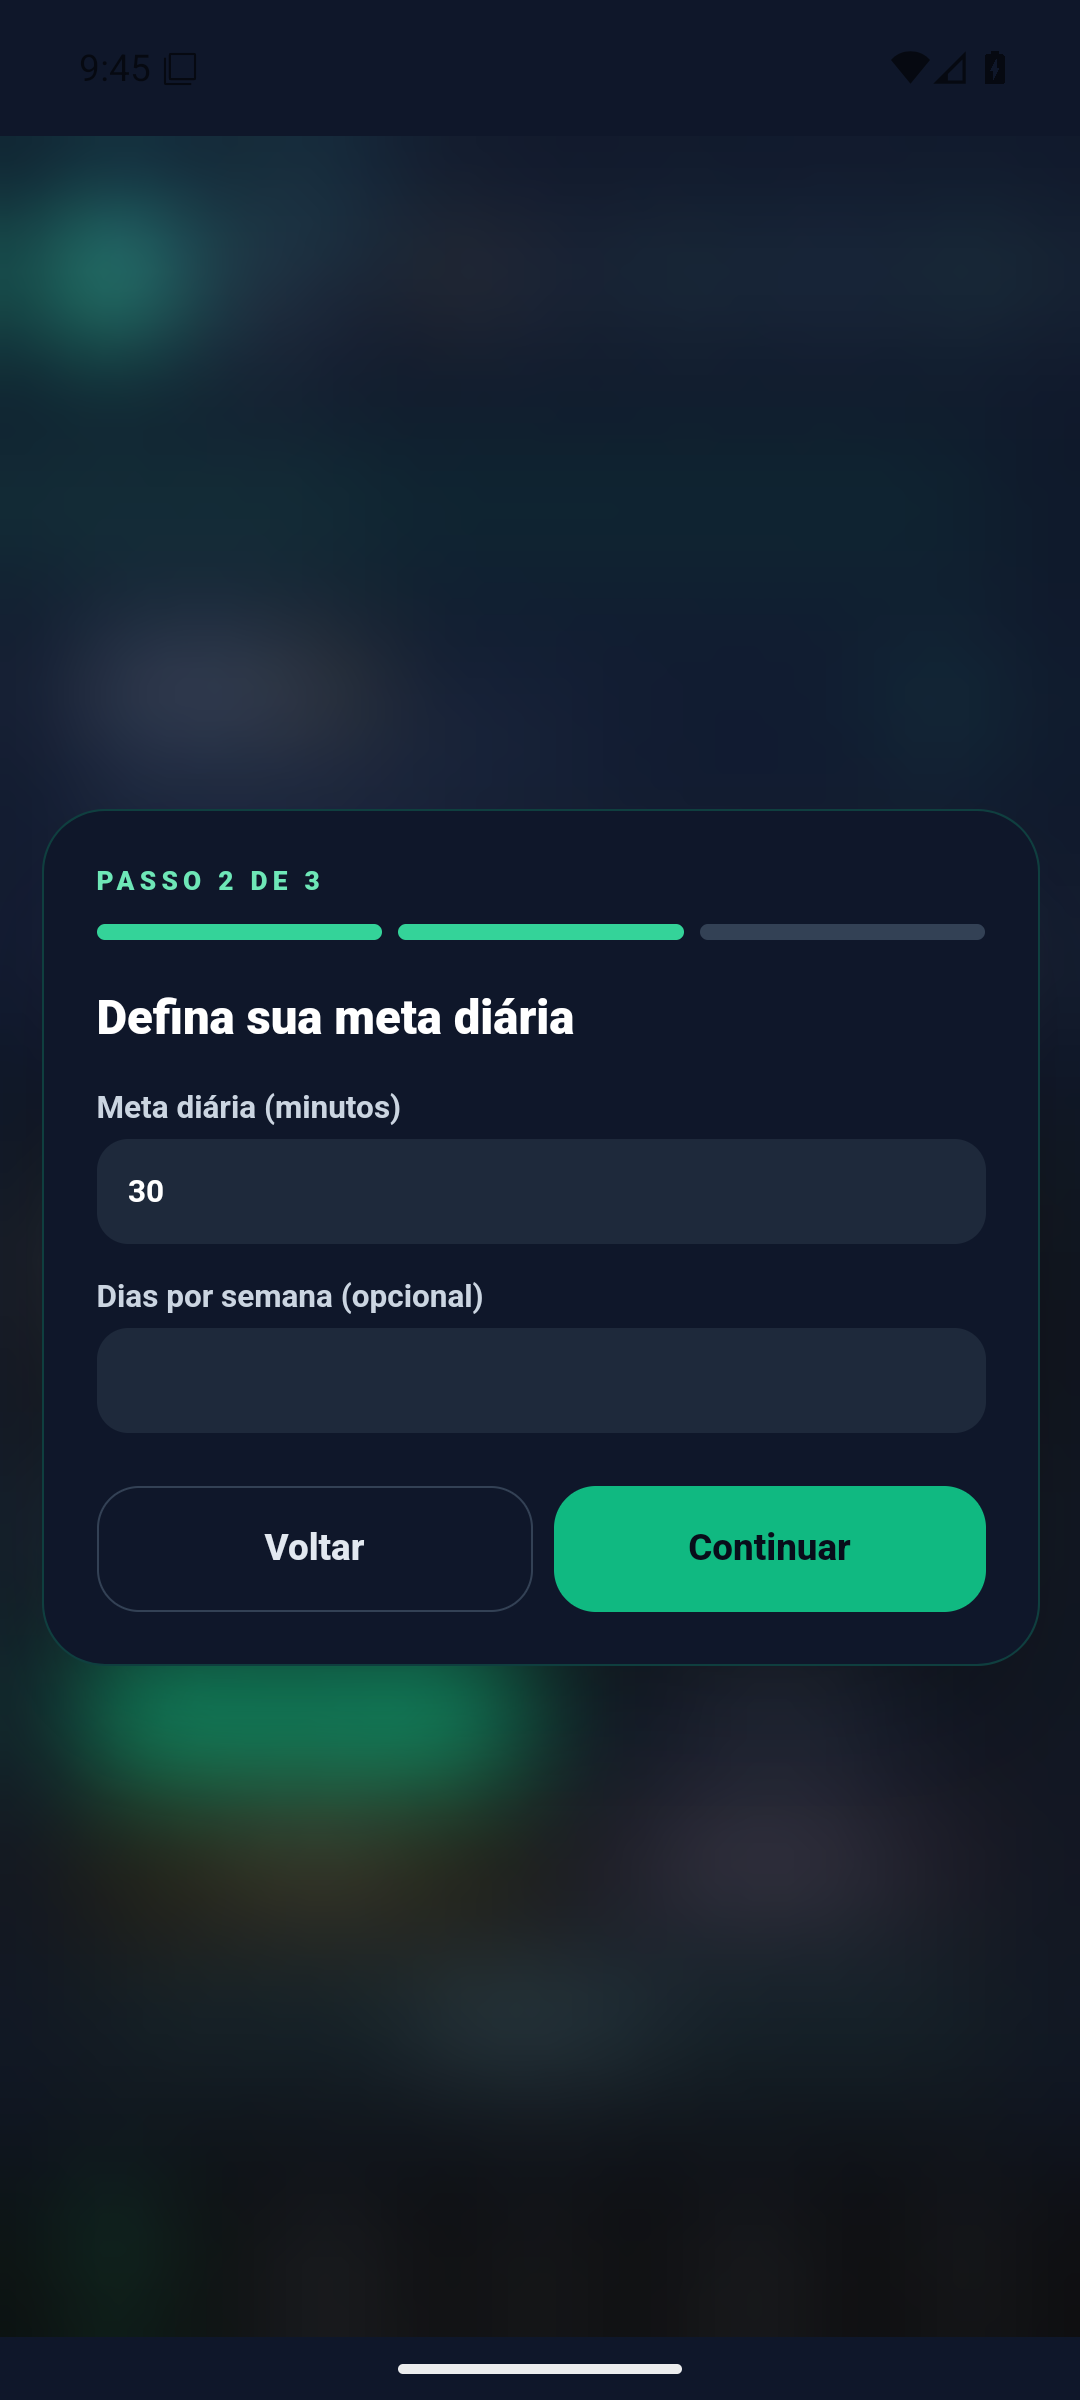 9:45
PASSO 2 DE 3
Defina sua meta diária
Meta diária (minutos)
30
Dias por semana (opcional)
Voltar
Continuar